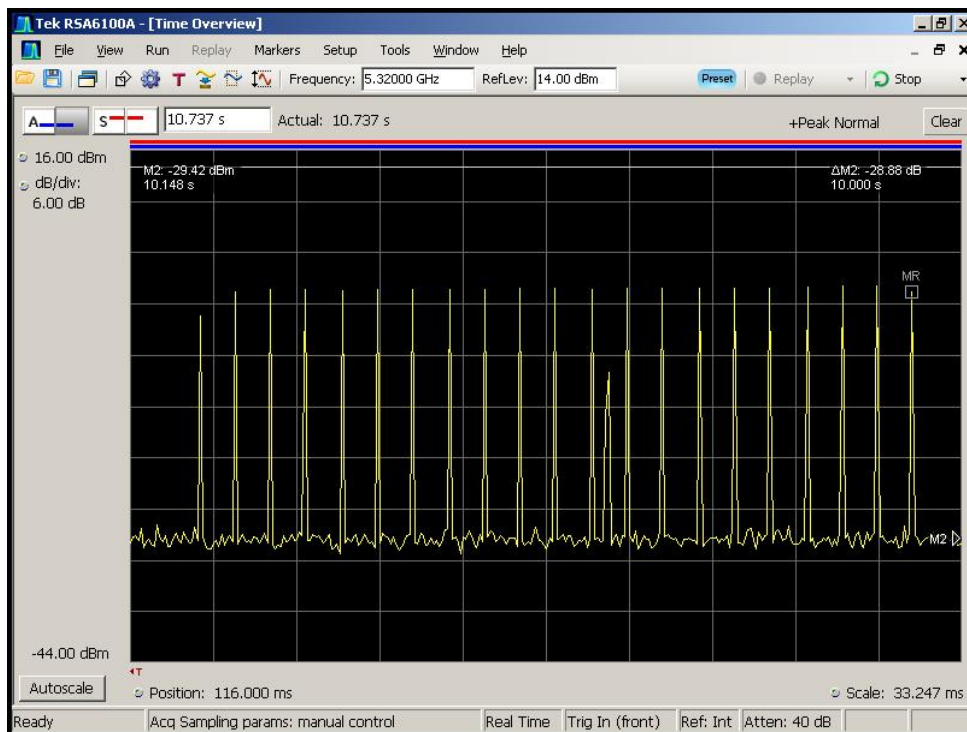 Tek RSA6100A - [Time Overview]
File View Run Replay Markers Setup Tools Window Help
T Frequency: 5.32000 GHz RefLev: 14.00 dBm Preset Replay Stop
A S 10.737 s Actual: 10.737 s +Peak Normal Clear
16.00 dBm
dB/div:
6.00 dB
M2: -29.42 dBm
10.148 s
ΔM2: -28.88 dB
10.000 s
MR
M2
-44.00 dBm
T
Autoscale Position: 116.000 ms Scale: 33.247 ms
Ready Acq Sampling params: manual control Real Time Trig In (front) Ref: Int Atten: 40 dB